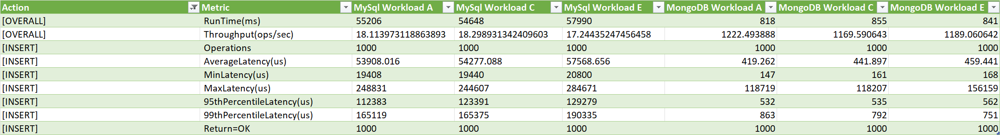 Action Metric MySql Workload A MySql Workload C MySql Workload E MongoDB Workload A MongoDB Workload C MongoDB Workload E
[OVERALL] RunTime(ms) 55206 54648 57990 818 855 841
[OVERALL] Throughput(ops/sec) 18.113973118863893 18.298931342409603 17.24435247456458 1222.493888 1169.590643 1189.060642
[INSERT] Operations 1000 1000 1000 1000 1000 1000
[INSERT] AverageLatency(us) 53908.016 54277.088 57568.656 419.262 441.897 459.441
[INSERT] MinLatency(us) 19408 19440 20800 147 161 168
[INSERT] MaxLatency(us) 248831 244607 284671 118719 118207 156159
[INSERT] 95thPercentileLatency(us) 112383 123391 129279 532 535 562
[INSERT] 99thPercentileLatency(us) 165119 165375 190335 863 792 751
[INSERT] Return=OK 1000 1000 1000 1000 1000 1000